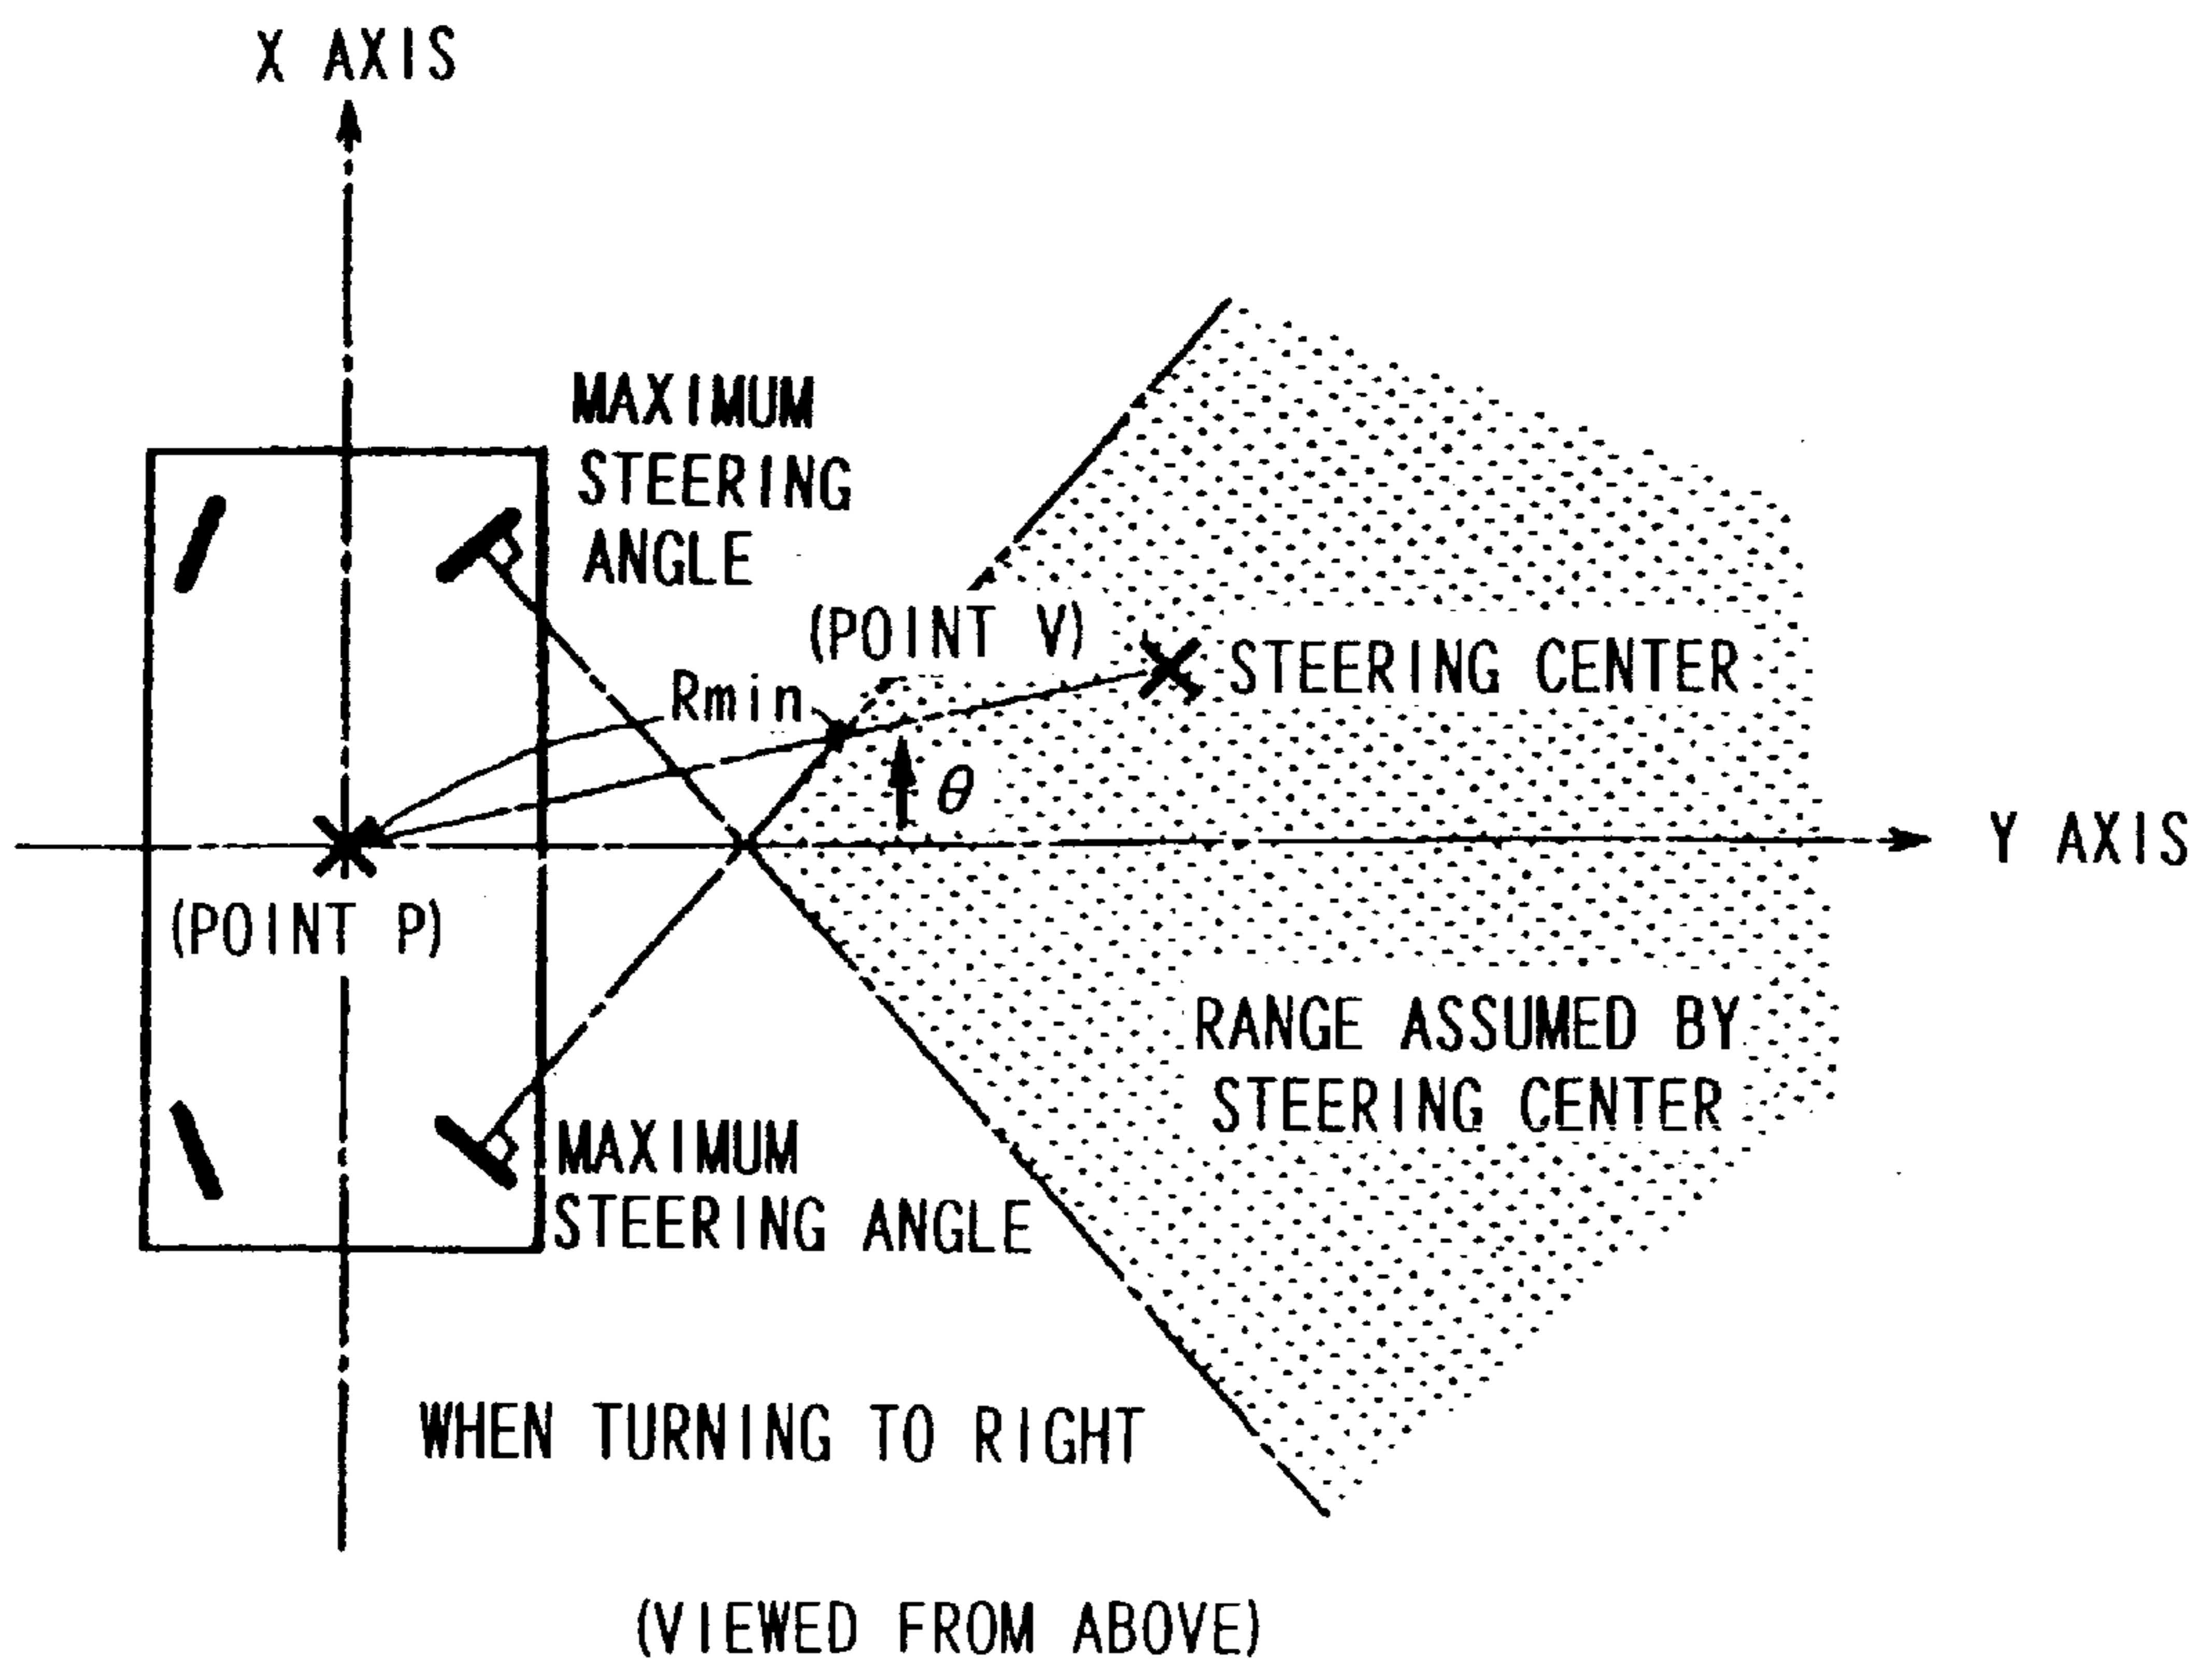 X AXIS
MAXIMUM
STEERING
ANGLE
(POINT V)
STEERING CENTER
Rmin
θ
Y AXIS
(POINT P)
RANGE ASSUMED BY
STEERING CENTER
MAXIMUM
STEERING ANGLE
WHEN TURNING TO RIGHT
(VIEWED FROM ABOVE)